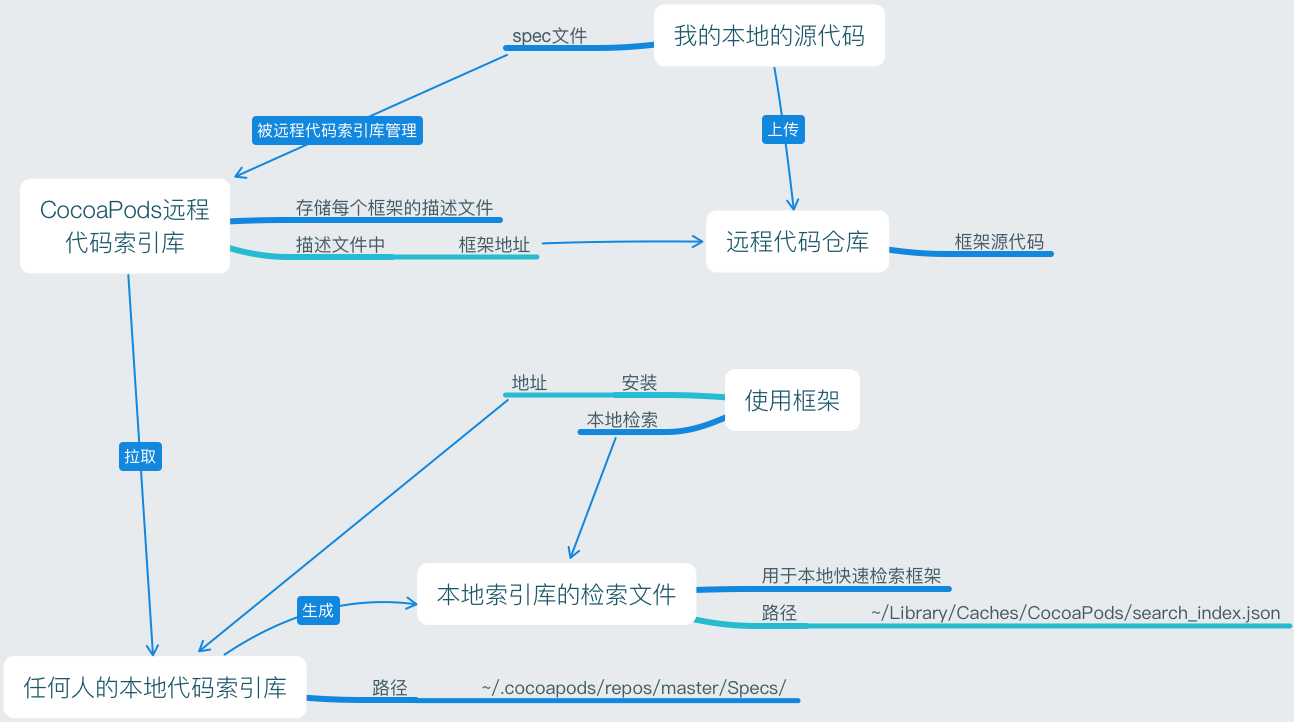 spec文件
我的本地的源代码
被远程代码索引库管理
上传
CocoaPods远程
代码索引库
存储每个框架的描述文件
描述文件中
框架地址
远程代码仓库
框架源代码
地址
安装
使用框架
本地检索
拉取
本地索引库的检索文件
用于本地快速检索框架
生成
路径
~/Library/Caches/CocoaPods/search_index.json
任何人的本地代码索引库
路径
~/.cocoapods/repos/master/Specs/